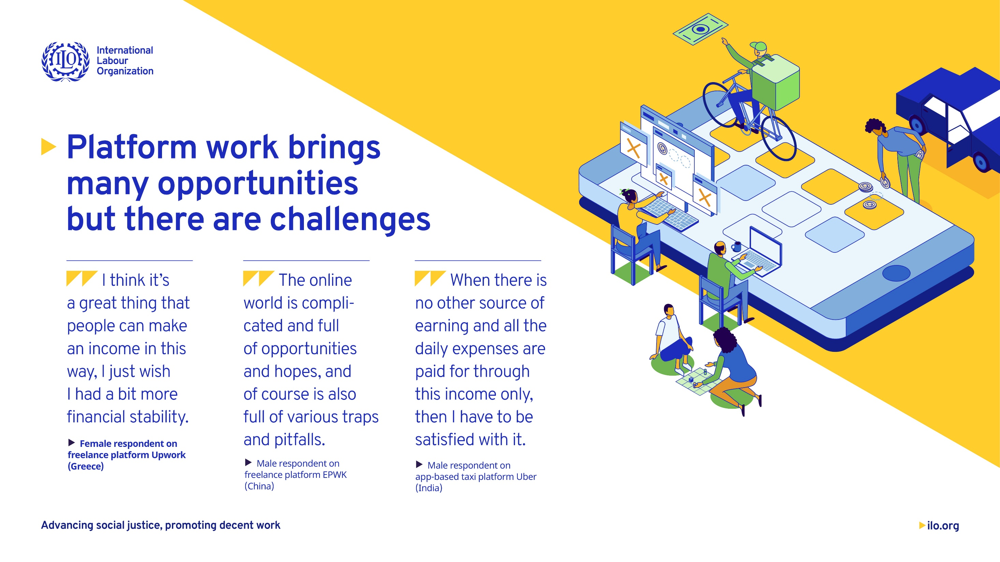 ILO
International
Labour
Organization
Platform work brings
many opportunities
but there are challenges
I think it’s
a great thing that
people can make
an income in this
way, I just wish
I had a bit more
financial stability.
Female respondent on
freelance platform Upwork
(Greece)
The online
world is compli-
cated and full
of opportunities
and hopes, and
of course is also
full of various traps
and pitfalls.
Male respondent on
freelance platform EPWK
(China)
When there is
no other source of
earning and all the
daily expenses are
paid for through
this income only,
then I have to be
satisfied with it.
Male respondent on
app-based taxi platform Uber
(India)
Advancing social justice, promoting decent work
ilo.org